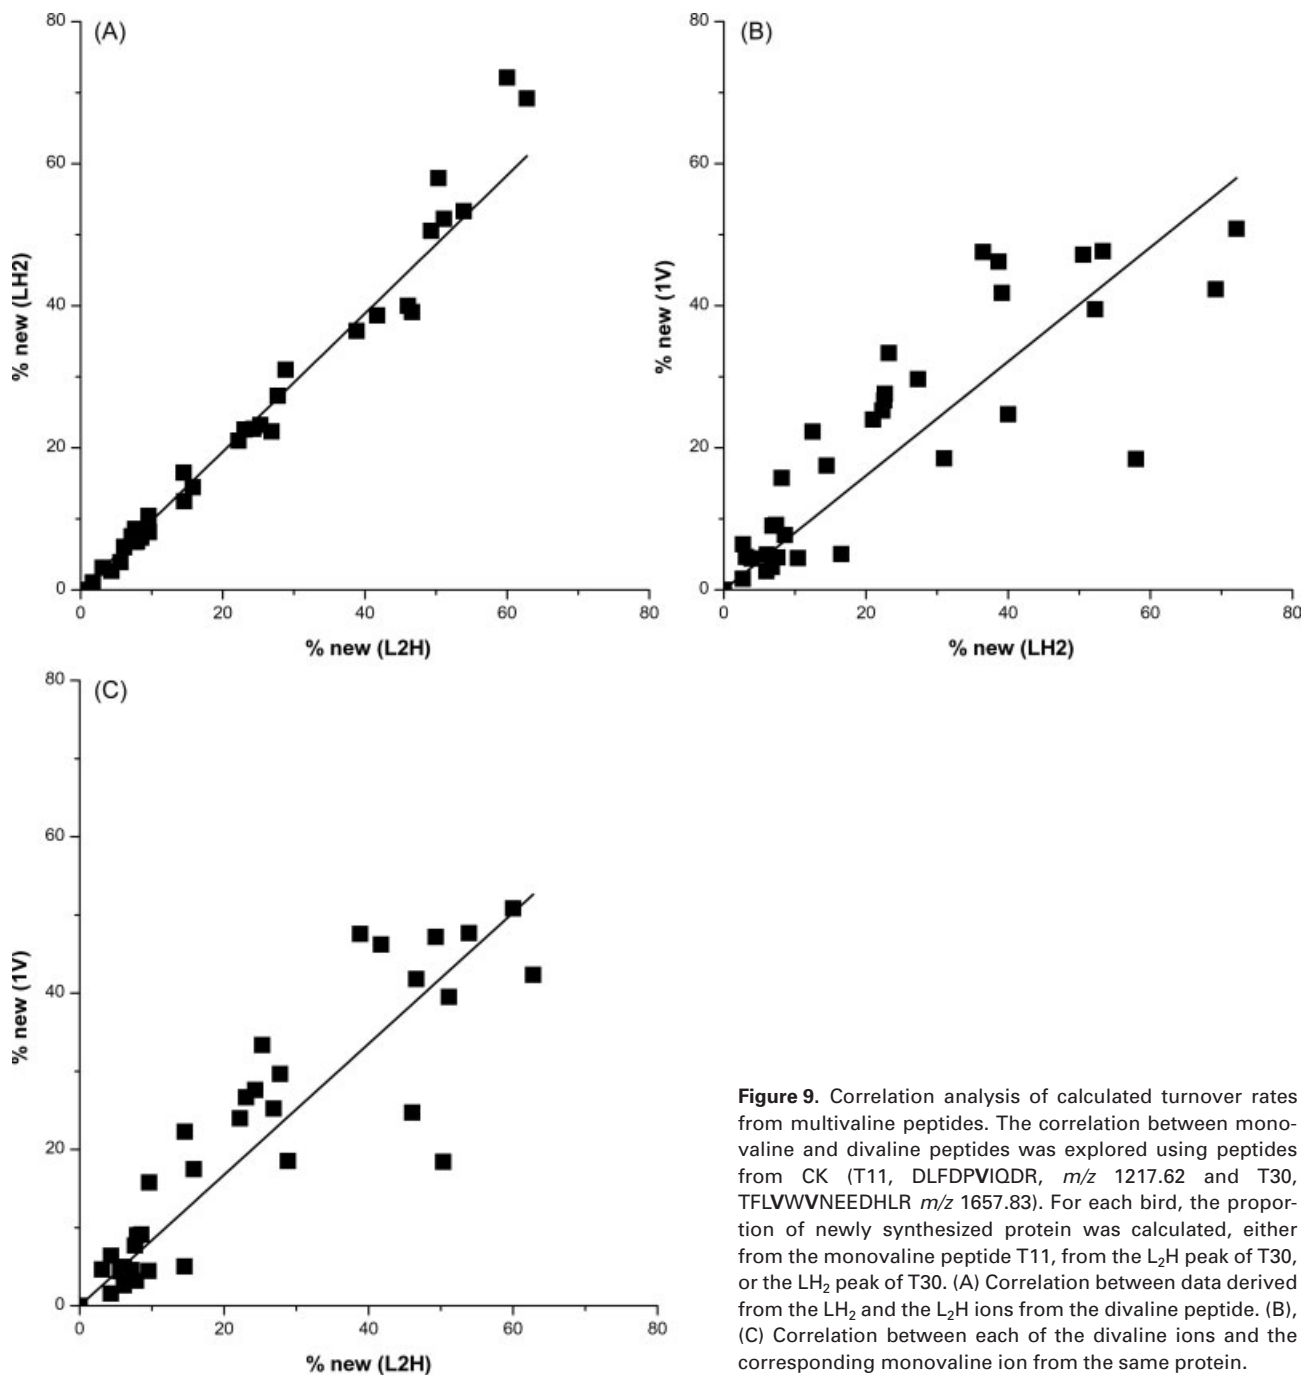 (A)
80
60
40
20
0
% new (LH2)
0 20 40 60 80
% new (L2H)
(B)
80
60
40
20
0
% new (1V)
0 20 40 60 80
% new (LH2)
(C)
80
60
40
20
0
% new (1V)
0 20 40 60 80
% new (L2H)
Figure 9. Correlation analysis of calculated turnover rates
from multivaline peptides. The correlation between mono-
valine and divaline peptides was explored using peptides
from CK (T11, DLFDPVIQDR, m/z 1217.62 and T30,
TFLVWVNEEDHLR m/z 1657.83). For each bird, the propor-
tion of newly synthesized protein was calculated, either
from the monovaline peptide T11, from the L₂H peak of T30,
or the LH₂ peak of T30. (A) Correlation between data derived
from the LH₂ and the L₂H ions from the divaline peptide. (B),
(C) Correlation between each of the divaline ions and the
corresponding monovaline ion from the same protein.